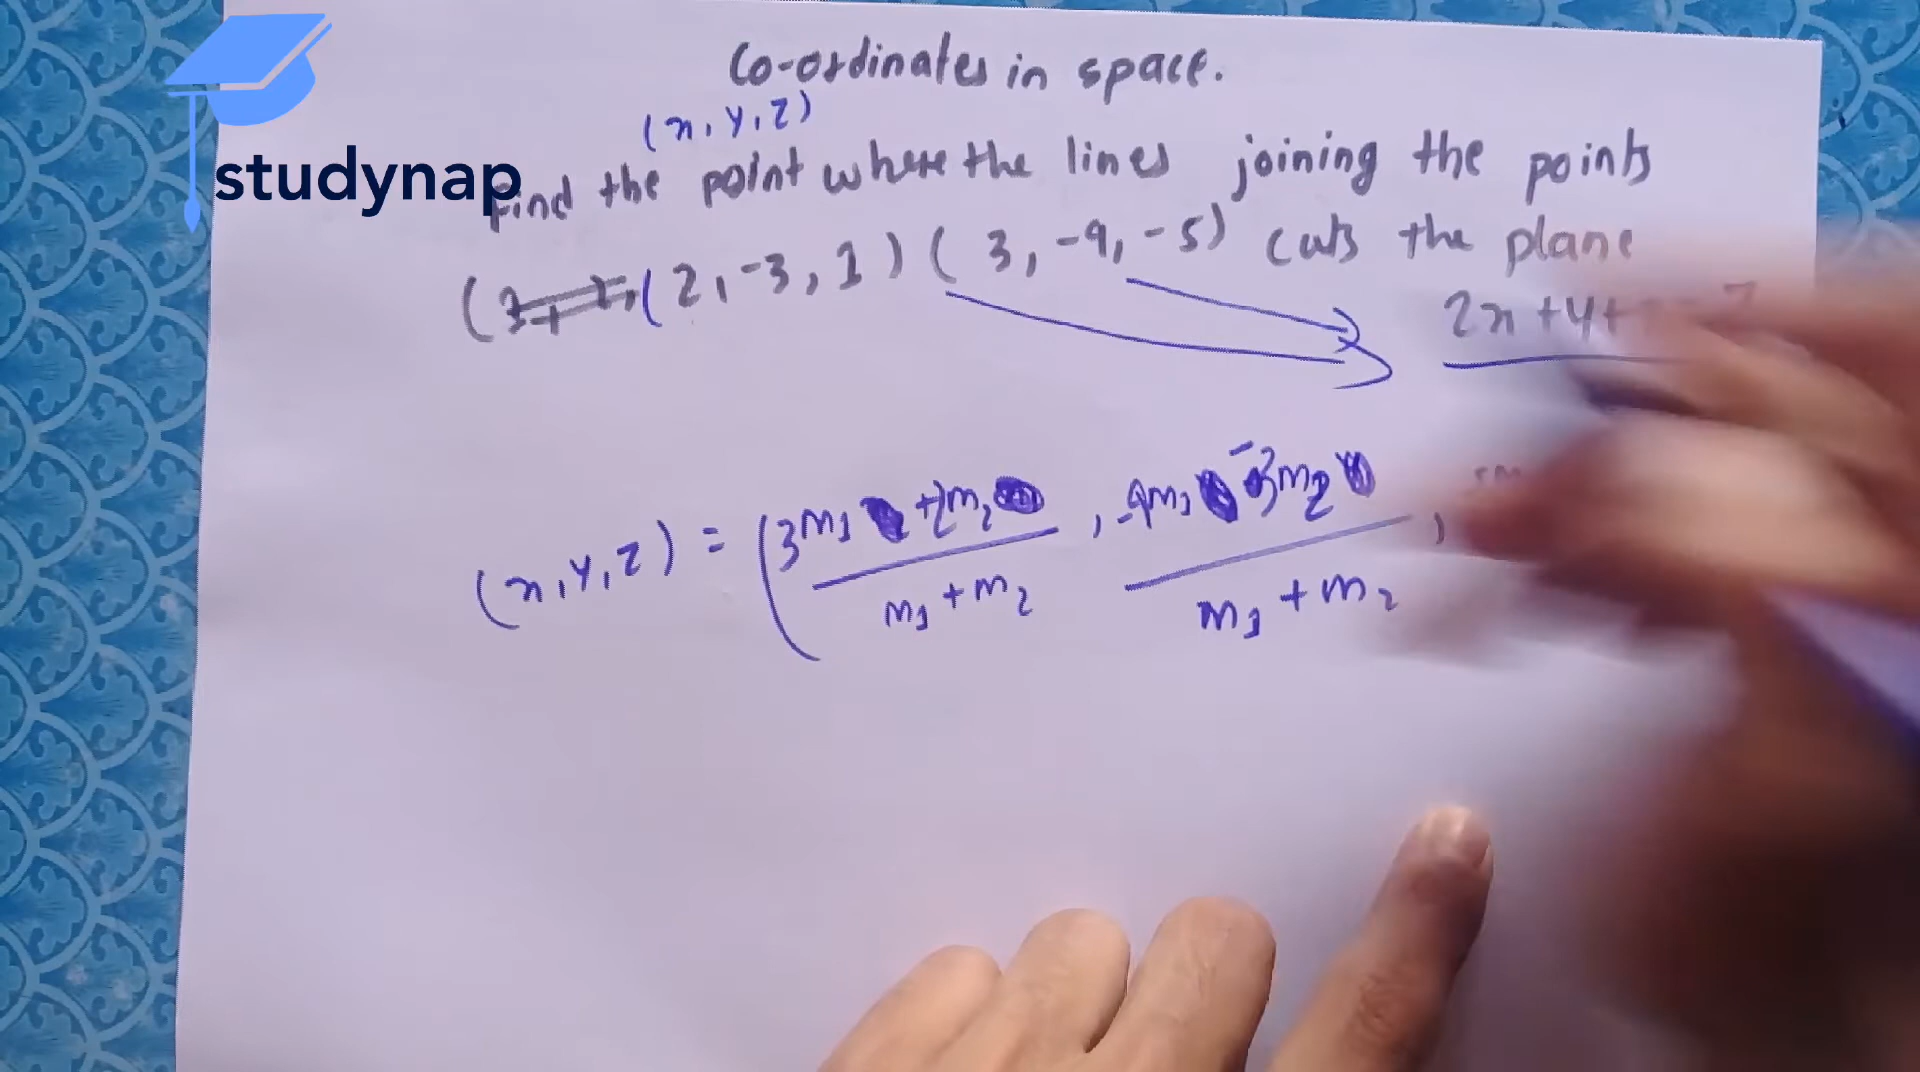 Co-ordinates in space.
(x, y, z)
studynap
Find the point where the lines joining the points
(2, -3, 1) (3, -4, -5) cuts the plane
2x + y +
(x, y, z) = (3m1 + 2m2 / m1 + m2 , -4m1 - 3m2 / m1 + m2 ,